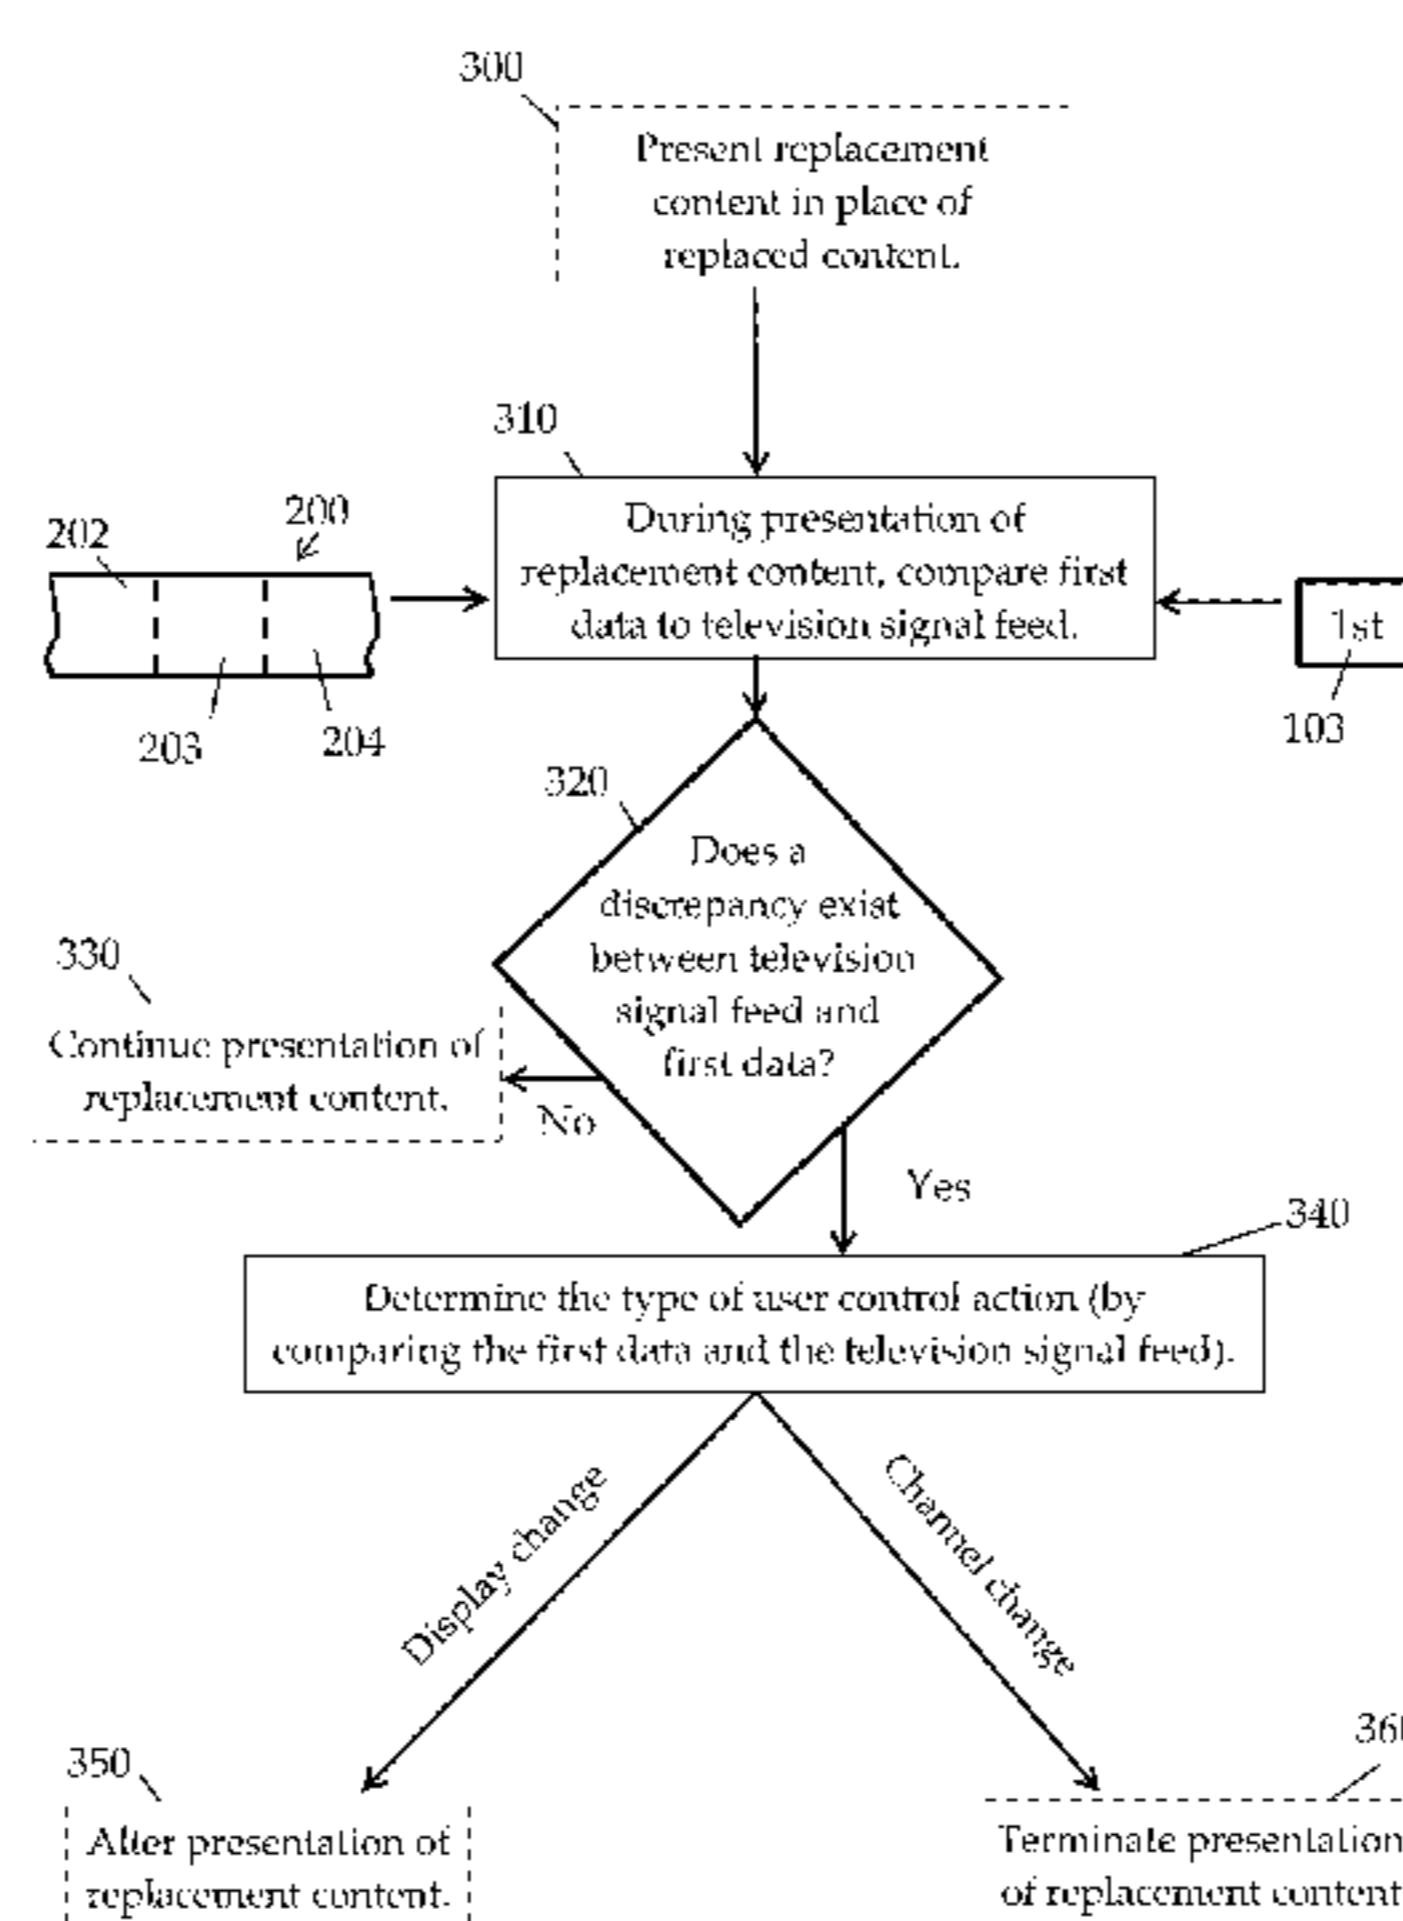 300
Present replacement
content in place of
replaced content.
310
During presentation of
replacement content, compare first
data to television signal feed.
200
202
203
204
1st
103
320
Does a
discrepancy exist
between television
signal feed and
first data?
330
Continue presentation of
replacement content.
No
Yes
340
Determine the type of user control action (by
comparing the first data and the television signal feed).
Display change
Channel change
350
Alter presentation of
replacement content.
360
Terminate presentation
of replacement content